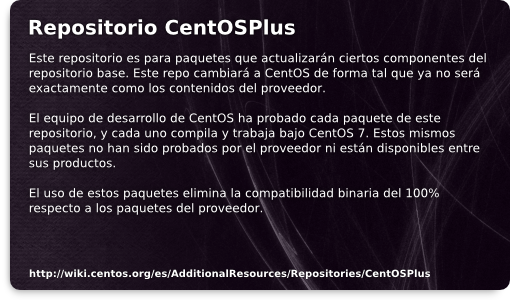 Repositorio CentOSPlus
Este repositorio es para paquetes que actualizarán ciertos componentes del
repositorio base. Este repo cambiará a CentOS de forma tal que ya no será
exactamente como los contenidos del proveedor.
El equipo de desarrollo de CentOS ha probado cada paquete de este
repositorio, y cada uno compila y trabaja bajo CentOS 7. Estos mismos
paquetes no han sido probados por el proveedor ni están disponibles entre
sus productos.
El uso de estos paquetes elimina la compatibilidad binaria del 100%
respecto a los paquetes del proveedor.
http://wiki.centos.org/es/AdditionalResources/Repositories/CentOSPlus